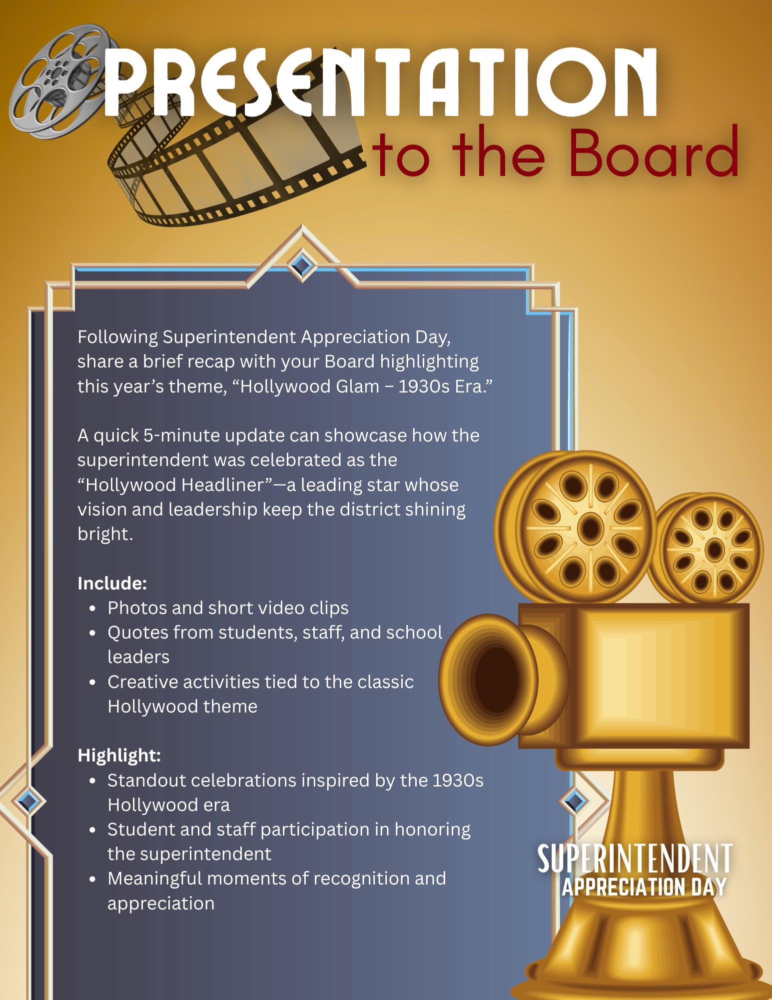 PRESENTATION
to the Board
Following Superintendent Appreciation Day,
share a brief recap with your Board highlighting
this year’s theme, “Hollywood Glam – 1930s Era.”
A quick 5-minute update can showcase how the
superintendent was celebrated as the
“Hollywood Headliner”—a leading star whose
vision and leadership keep the district shining
bright.
Include:
• Photos and short video clips
• Quotes from students, staff, and school
leaders
• Creative activities tied to the classic
Hollywood theme
Highlight:
• Standout celebrations inspired by the 1930s
Hollywood era
• Student and staff participation in honoring
the superintendent
• Meaningful moments of recognition and
appreciation
SUPERINTENDENT
APPRECIATION DAY